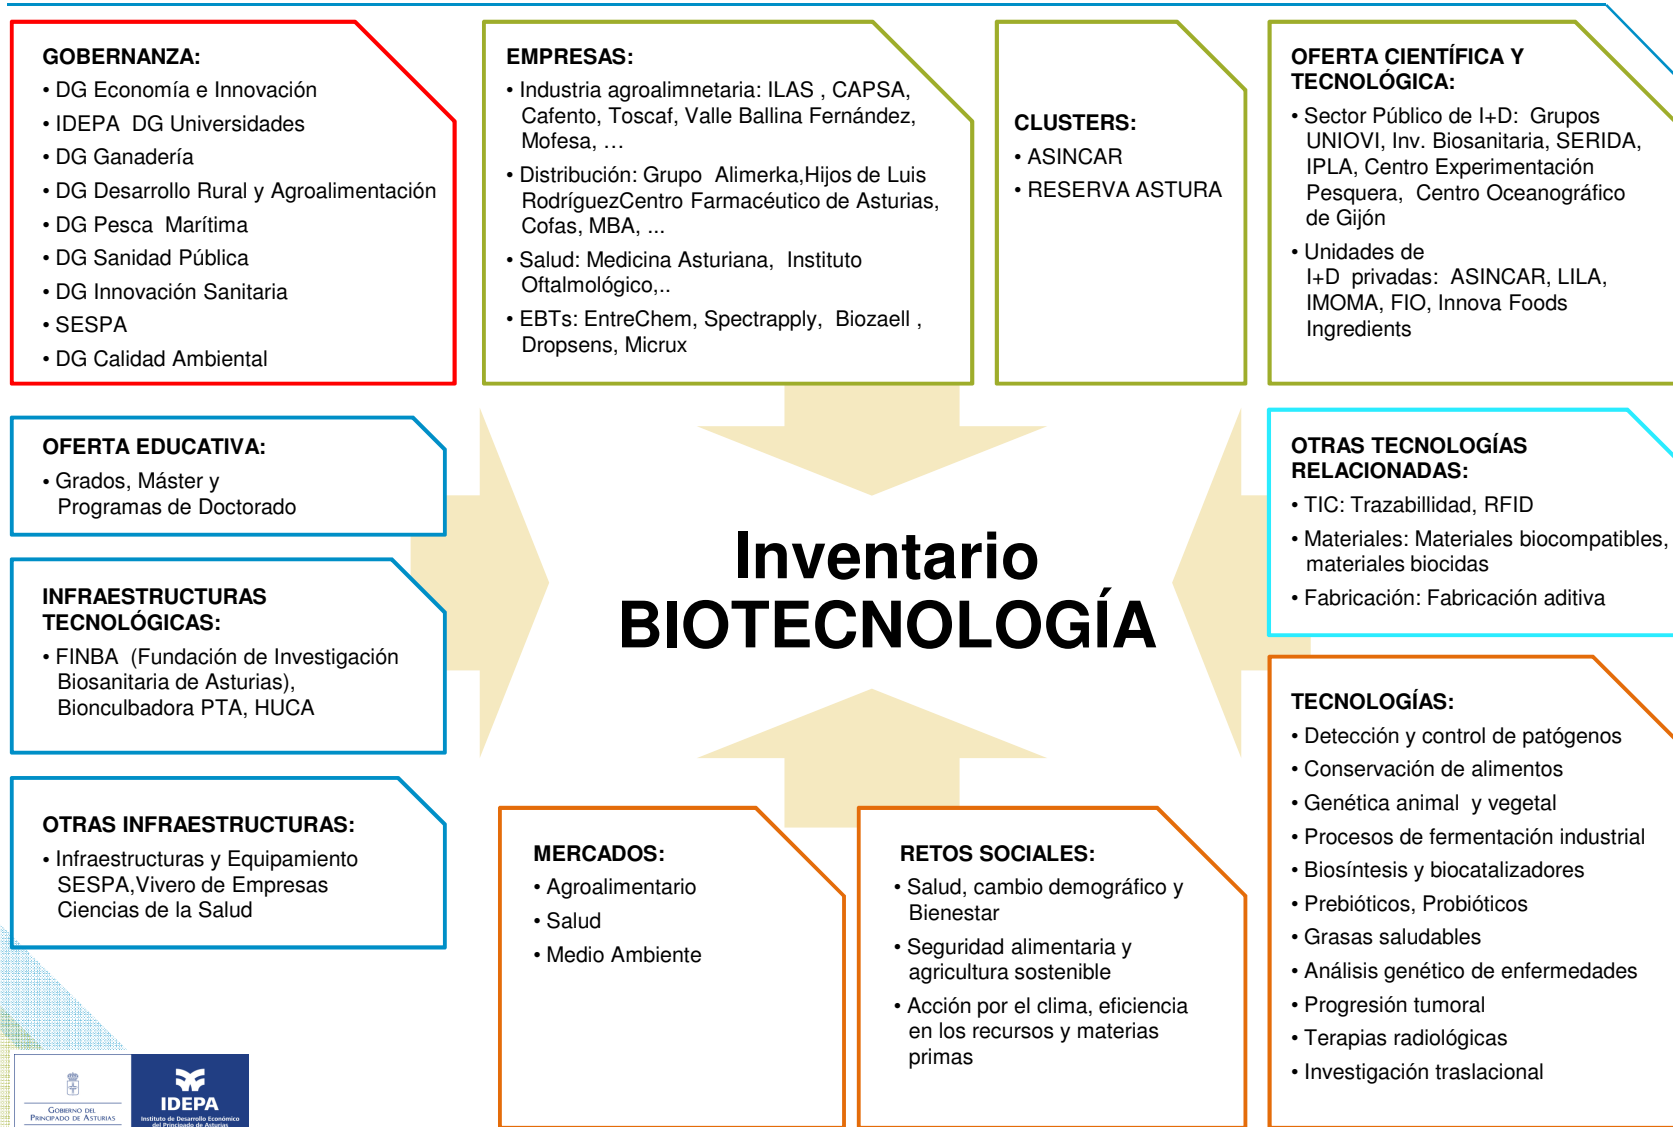 GOBERNANZA:
• DG Economía e Innovación
• IDEPA DG Universidades
• DG Ganadería
• DG Desarrollo Rural y Agroalimentación
• DG Pesca Marítima
• DG Sanidad Pública
• DG Innovación Sanitaria
• SESPA
• DG Calidad Ambiental
EMPRESAS:
• Industria agroalimnetaria: ILAS , CAPSA,
Cafento, Toscaf, Valle Ballina Fernández,
Mofesa, …
• Distribución: Grupo Alimerka,Hijos de Luis
RodríguezCentro Farmacéutico de Asturias,
Cofas, MBA, ...
• Salud: Medicina Asturiana, Instituto
Oftalmológico,..
• EBTs: EntreChem, Spectrapply, Biozaell ,
Dropsens, Micrux
CLUSTERS:
• ASINCAR
• RESERVA ASTURA
OFERTA CIENTÍFICA Y
TECNOLÓGICA:
• Sector Público de I+D: Grupos
UNIOVI, Inv. Biosanitaria, SERIDA,
IPLA, Centro Experimentación
Pesquera, Centro Oceanográfico
de Gijón
• Unidades de
I+D privadas: ASINCAR, LILA,
IMOMA, FIO, Innova Foods
Ingredients
OFERTA EDUCATIVA:
• Grados, Máster y
Programas de Doctorado
INFRAESTRUCTURAS
TECNOLÓGICAS:
• FINBA (Fundación de Investigación
Biosanitaria de Asturias),
Bionculbadora PTA, HUCA
OTRAS INFRAESTRUCTURAS:
• Infraestructuras y Equipamiento
SESPA,Vivero de Empresas
Ciencias de la Salud
Inventario
BIOTECNOLOGÍA
OTRAS TECNOLOGÍAS
RELACIONADAS:
• TIC: Trazabillidad, RFID
• Materiales: Materiales biocompatibles,
materiales biocidas
• Fabricación: Fabricación aditiva
MERCADOS:
• Agroalimentario
• Salud
• Medio Ambiente
RETOS SOCIALES:
• Salud, cambio demográfico y
Bienestar
• Seguridad alimentaria y
agricultura sostenible
• Acción por el clima, eficiencia
en los recursos y materias
primas
TECNOLOGÍAS:
• Detección y control de patógenos
• Conservación de alimentos
• Genética animal y vegetal
• Procesos de fermentación industrial
• Biosíntesis y biocatalizadores
• Prebióticos, Probióticos
• Grasas saludables
• Análisis genético de enfermedades
• Progresión tumoral
• Terapias radiológicas
• Investigación traslacional
GOBIERNO DEL
PRINCIPADO DE ASTURIAS
IDEPA
Instituto de Desarrollo Económico
del Principado de Asturias